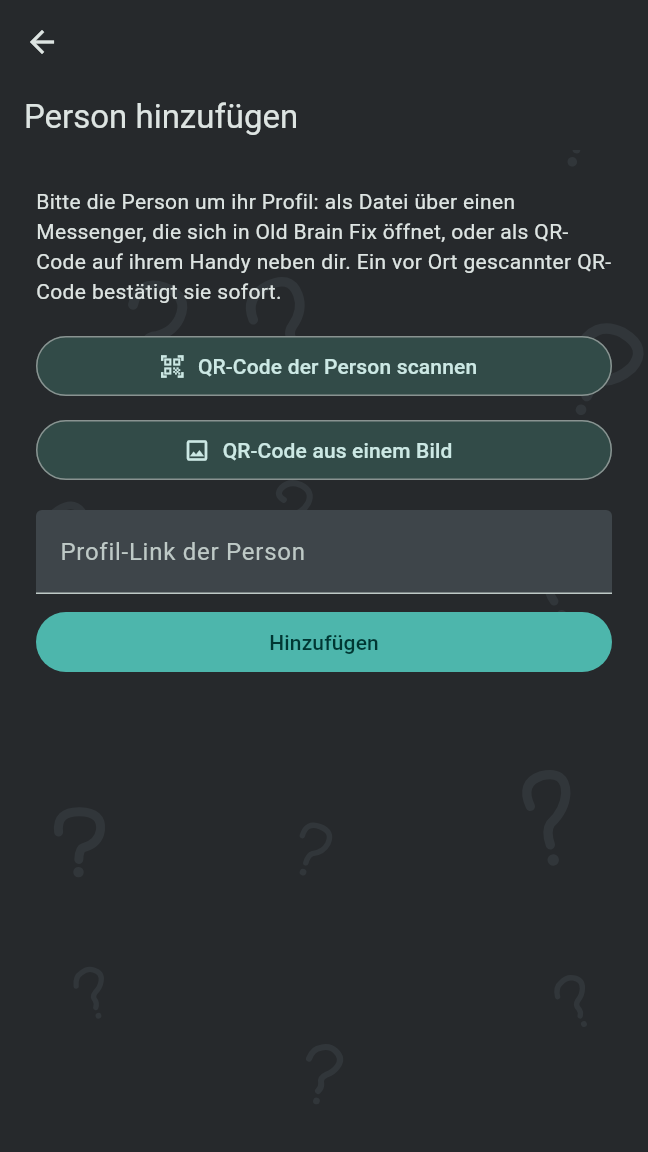 Person hinzufügen
Bitte die Person um ihr Profil: als Datei über einen
Messenger, die sich in Old Brain Fix öffnet, oder als QR-
Code auf ihrem Handy neben dir. Ein vor Ort gescannter QR-
Code bestätigt sie sofort.
QR-Code der Person scannen
QR-Code aus einem Bild
Profil-Link der Person
Hinzufügen